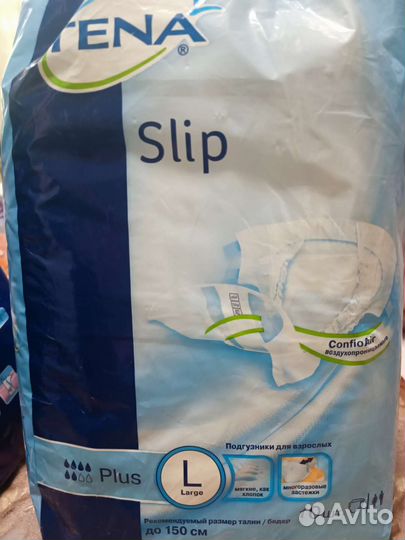 TENA
®
Slip
ConfioAir
воздухопроницаемые
Подгузники для взрослых
Plus
L
Large
мягкие, как
хлопок
многоразовые
застежки
Рекомендуемый размер талии / бедер
до 150 см
Avito